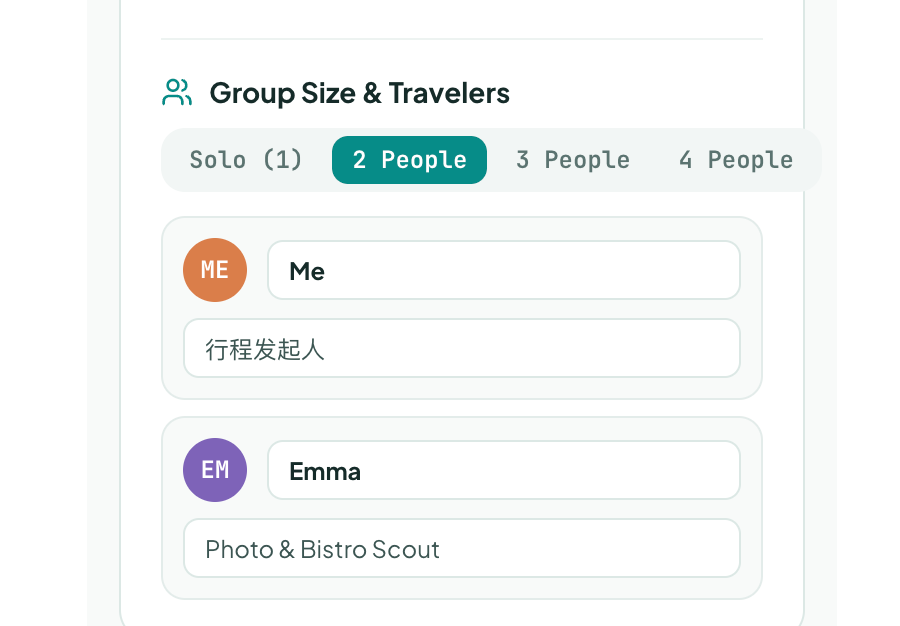 Group Size & Travelers
Solo (1) 2 People 3 People 4 People
ME Me
行程发起人
EM Emma
Photo & Bistro Scout